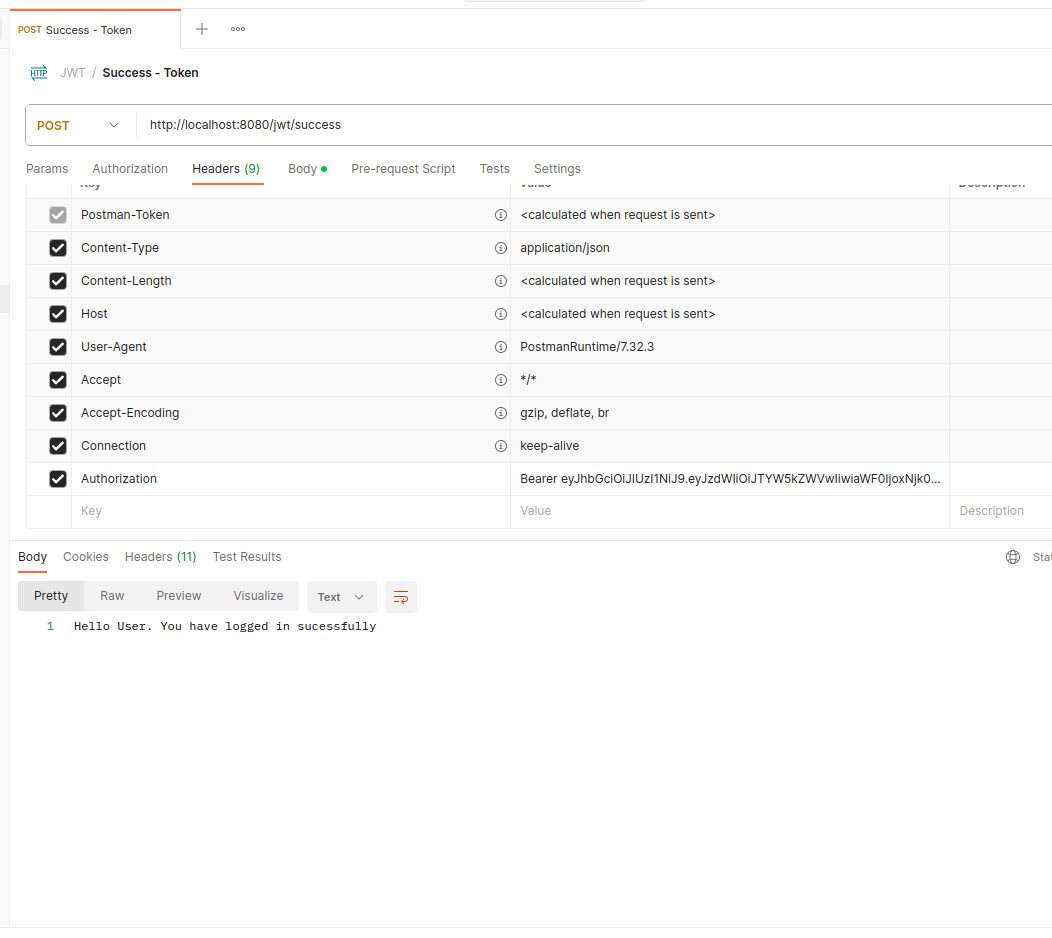 POST Success - Token
HTTP JWT / Success - Token
POST http://localhost:8080/jwt/success
Params Authorization Headers (9) Body Pre-request Script Tests Settings
Key Value Description
Postman-Token <calculated when request is sent>
Content-Type application/json
Content-Length <calculated when request is sent>
Host <calculated when request is sent>
User-Agent PostmanRuntime/7.32.3
Accept */*
Accept-Encoding gzip, deflate, br
Connection keep-alive
Authorization Bearer eyJhbGciOiJIUzI1NiJ9.eyJzdWIiOiJTYW5kZWVwIiwiaWF0IjoxNjk0...
Key Value Description
Body Cookies Headers (11) Test Results Stat
Pretty Raw Preview Visualize Text
1 Hello User. You have logged in sucessfully